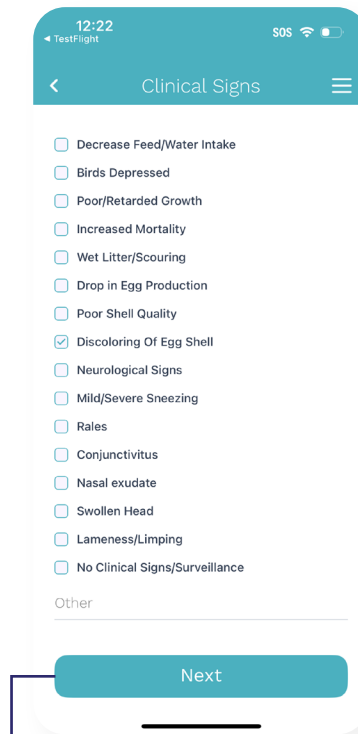 12:22
SOS
◀ TestFlight
Clinical Signs
Decrease Feed/Water Intake
Birds Depressed
Poor/Retarded Growth
Increased Mortality
Wet Litter/Scouring
Drop in Egg Production
Poor Shell Quality
Discoloring Of Egg Shell
Neurological Signs
Mild/Severe Sneezing
Rales
Conjunctivitus
Nasal exudate
Swollen Head
Lameness/Limping
No Clinical Signs/Surveillance
Other
Next